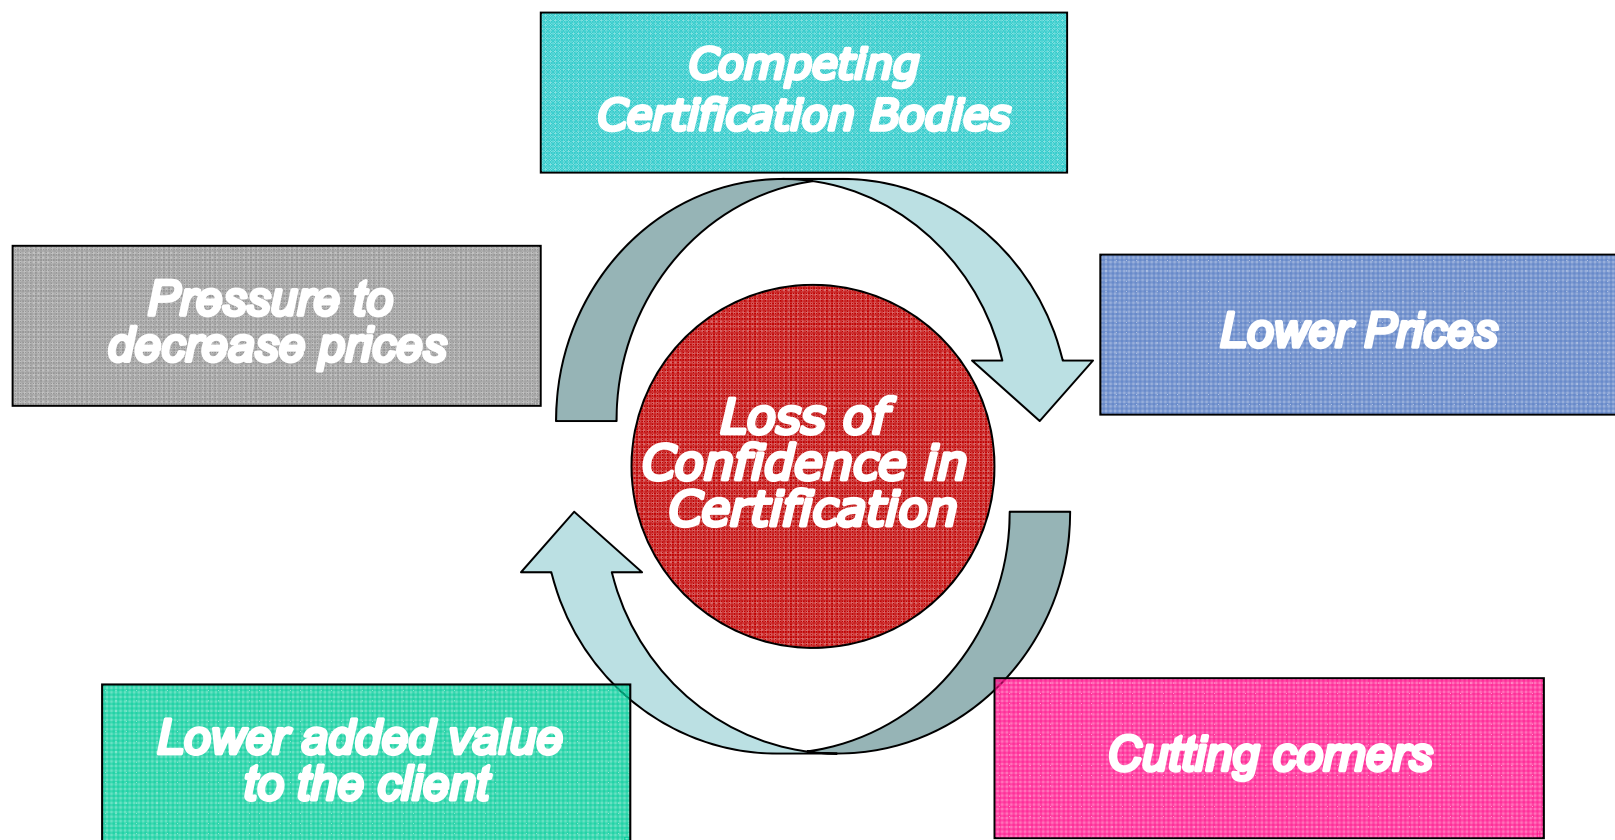 Competing
Certification Bodies
Pressure to
decrease prices
Lower Prices
Loss of
Confidence in
Certification
Lower added value
to the client
Cutting corners